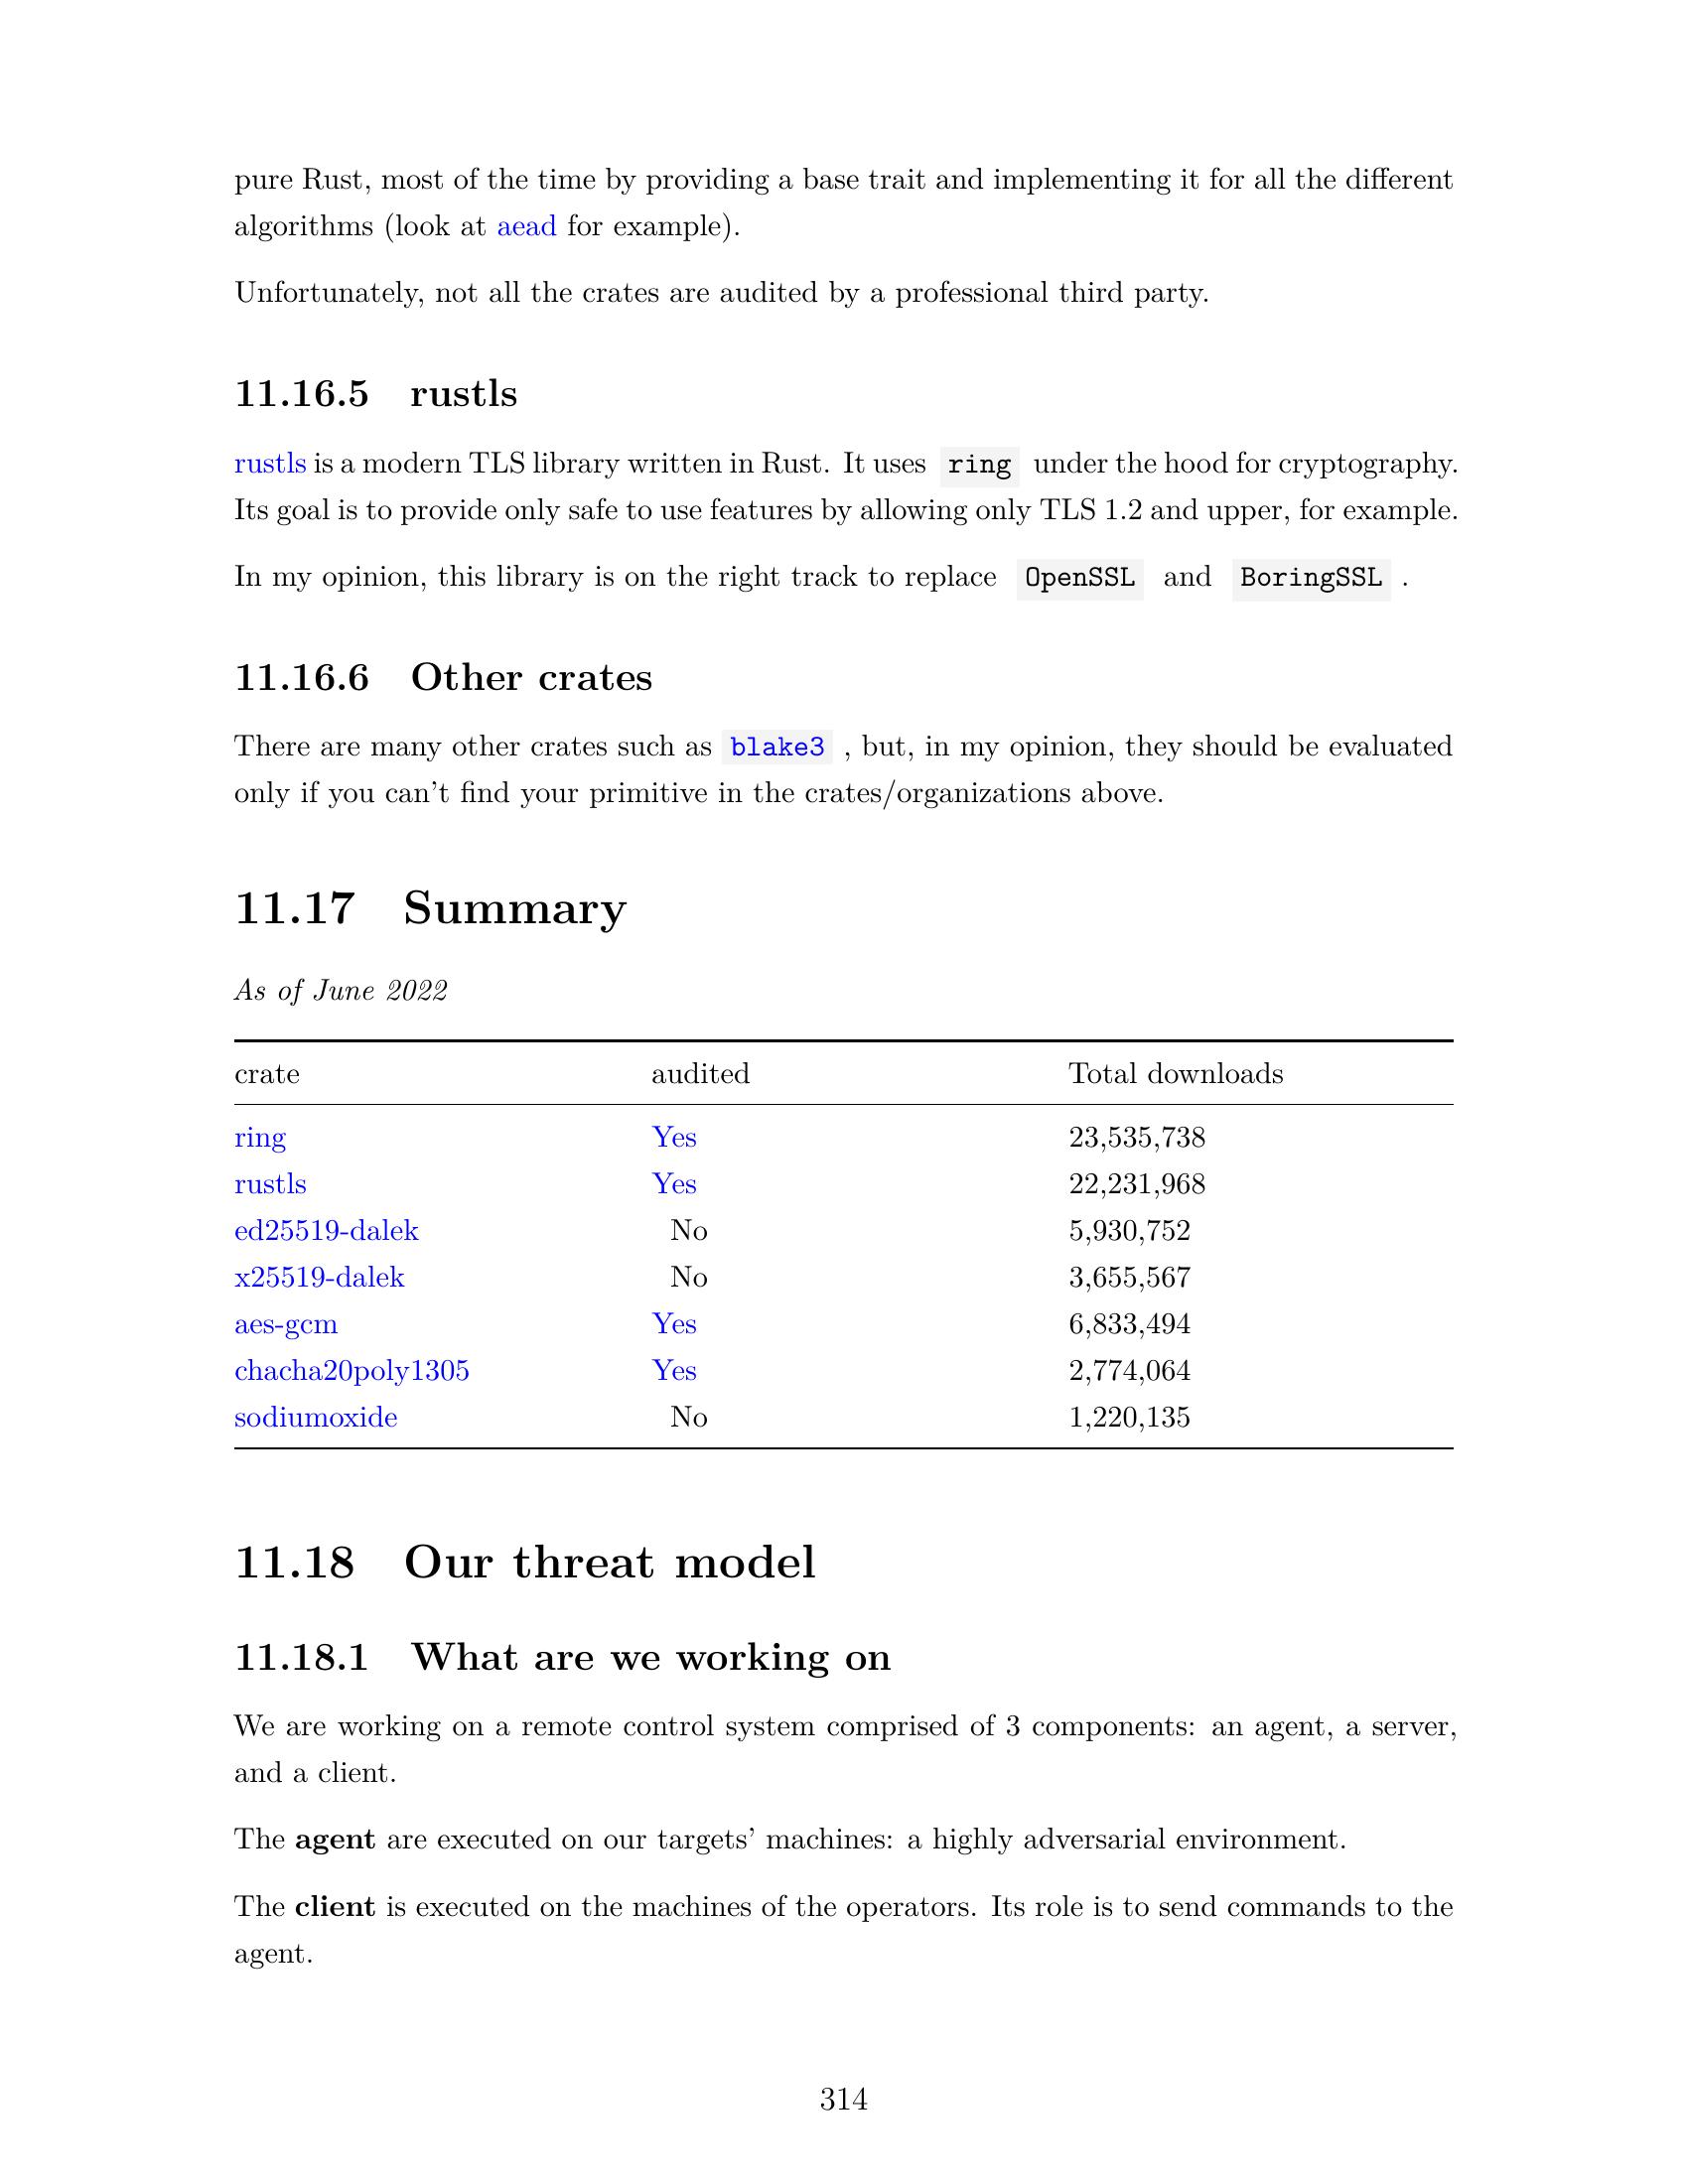 pure Rust, most of the time by providing a base trait and implementing it for all the different
algorithms (look at aead for example).
Unfortunately, not all the crates are audited by a professional third party.
11.16.5 rustls
rustls is a modern TLS library written in Rust. It uses ring under the hood for cryptography.
Its goal is to provide only safe to use features by allowing only TLS 1.2 and upper, for example.
In my opinion, this library is on the right track to replace OpenSSL and BoringSSL .
11.16.6 Other crates
There are many other crates such as blake3 , but, in my opinion, they should be evaluated
only if you can't find your primitive in the crates/organizations above.
11.17 Summary
As of June 2022
crate audited Total downloads
ring Yes 23,535,738
rustls Yes 22,231,968
ed25519-dalek No 5,930,752
x25519-dalek No 3,655,567
aes-gcm Yes 6,833,494
chacha20poly1305 Yes 2,774,064
sodiumoxide No 1,220,135
11.18 Our threat model
11.18.1 What are we working on
We are working on a remote control system comprised of 3 components: an agent, a server,
and a client.
The agent are executed on our targets' machines: a highly adversarial environment.
The client is executed on the machines of the operators. Its role is to send commands to the
agent.
314